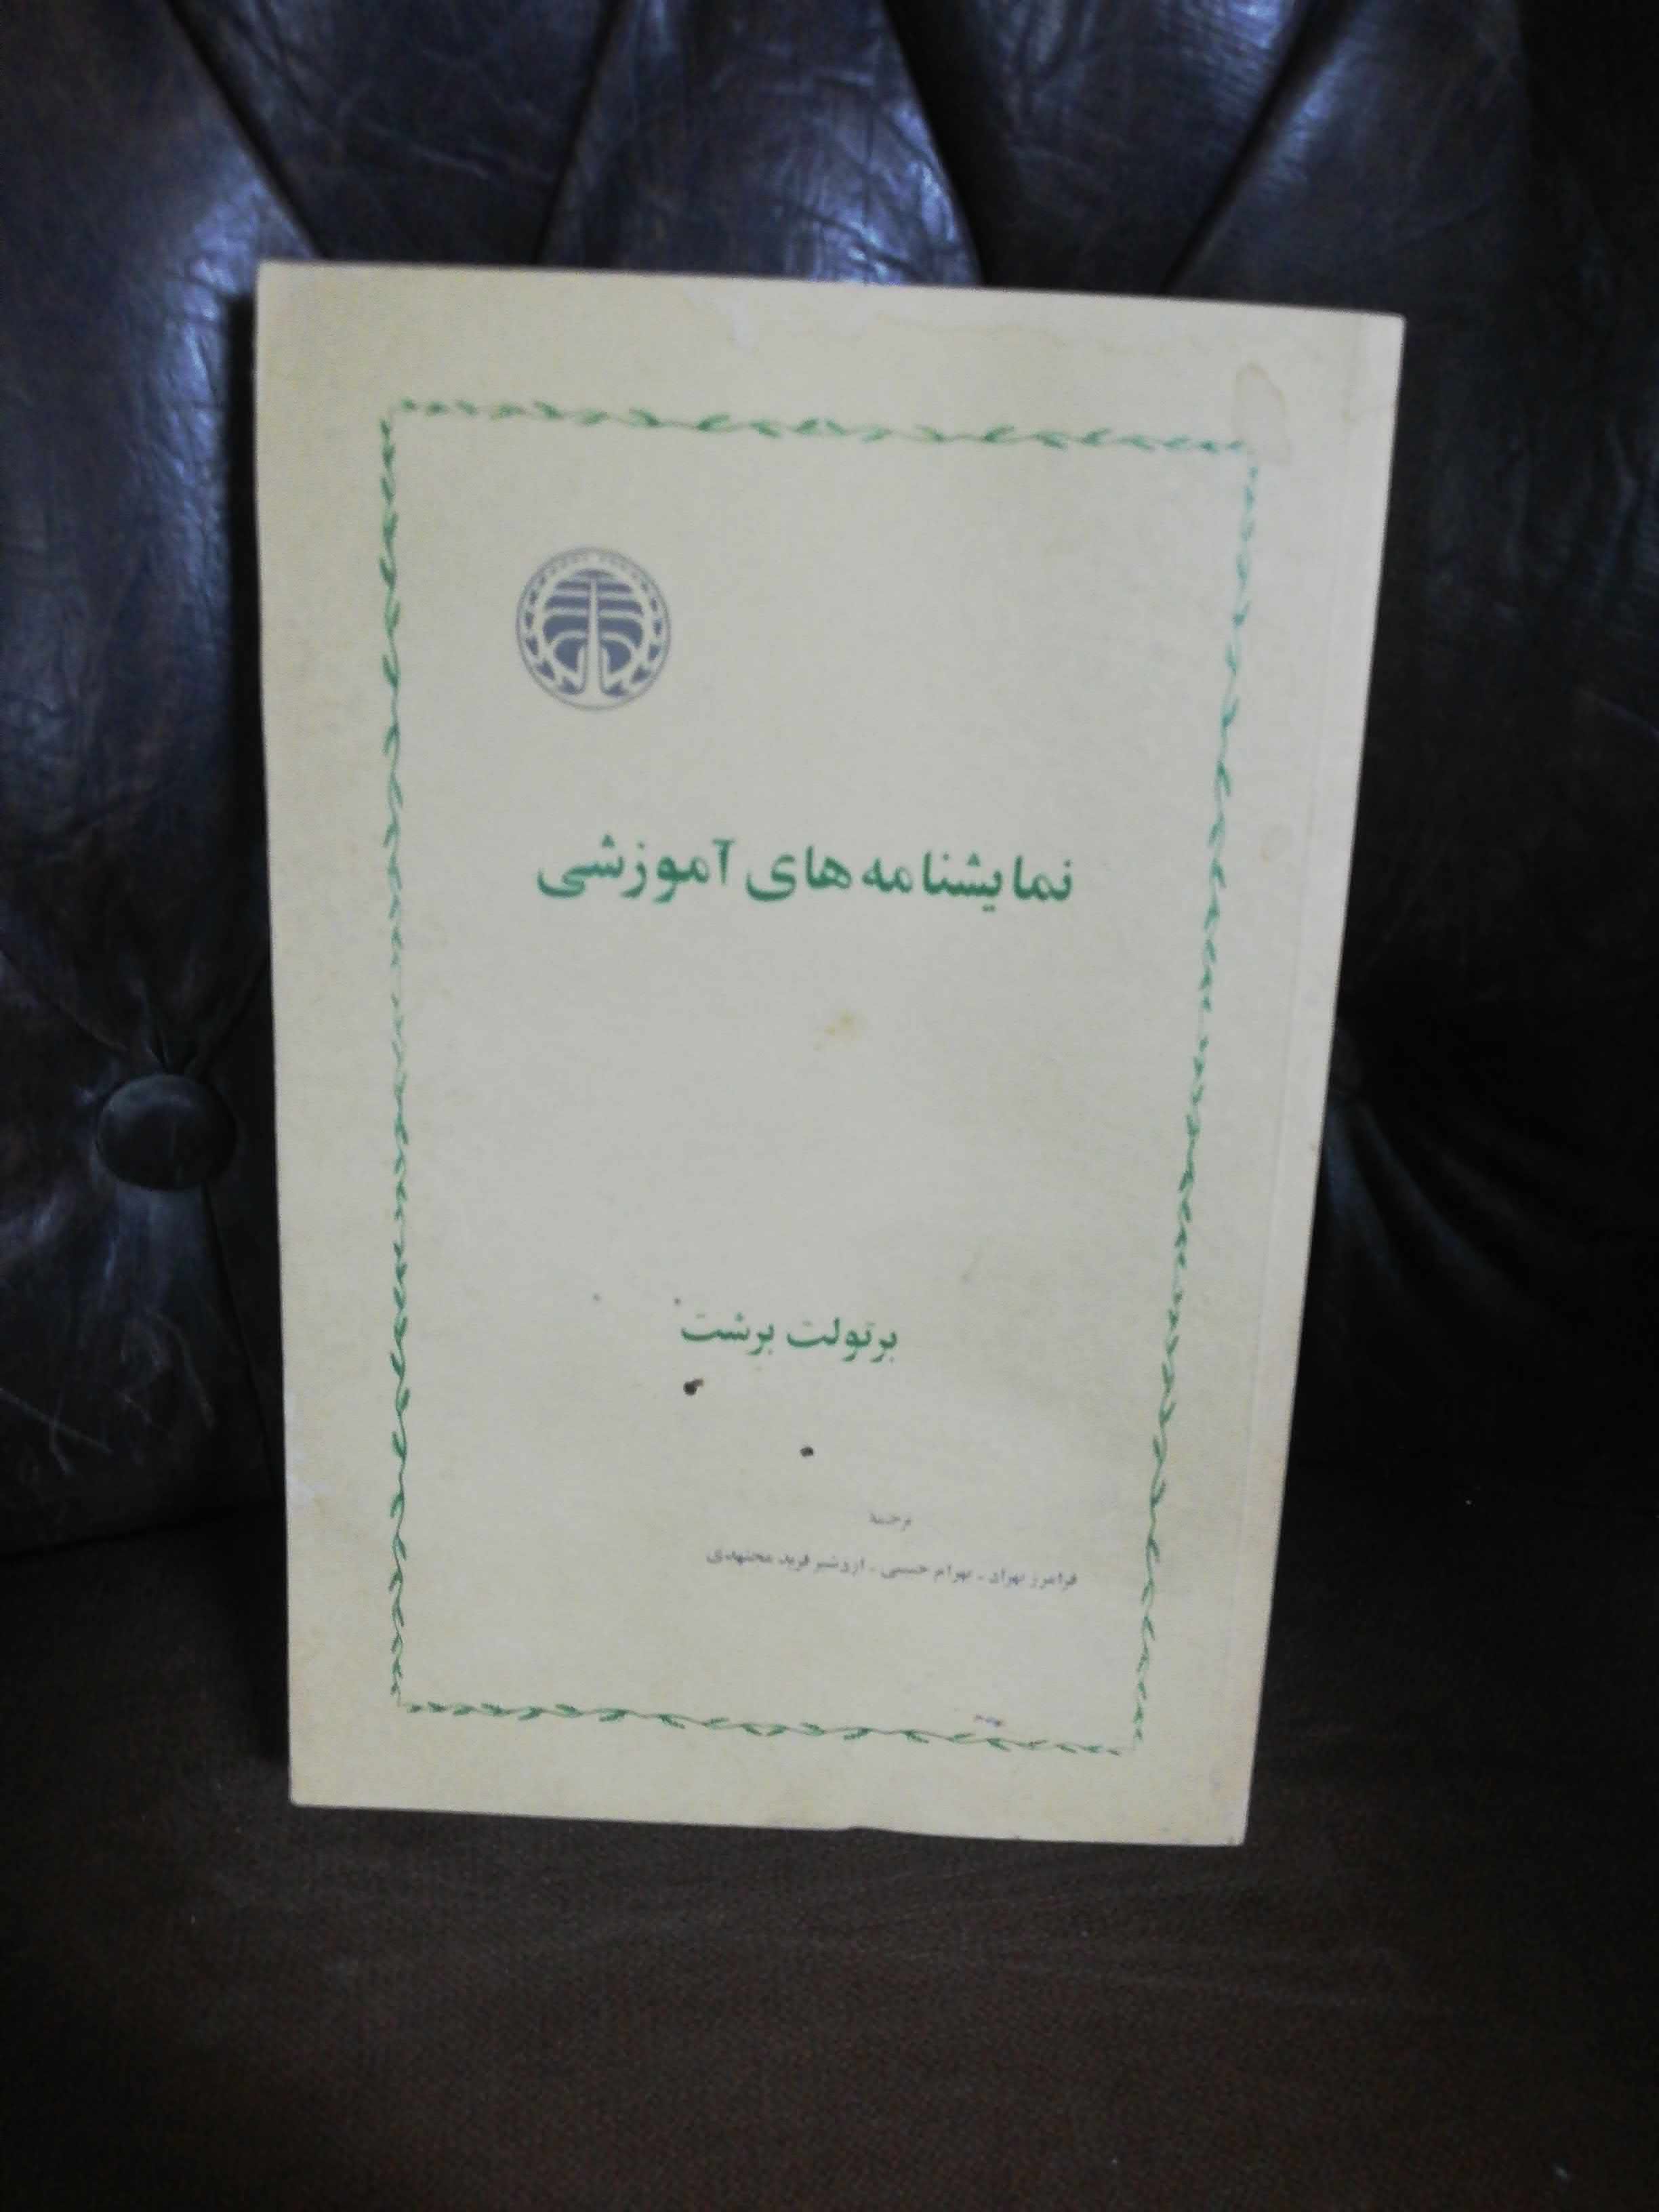 نمایشنامه‌های آموزشی
برتولت برشت
ترجمهٔ
فرامرز بهزاد - بهرام حبیبی - اردشیر فرید مجتهدی